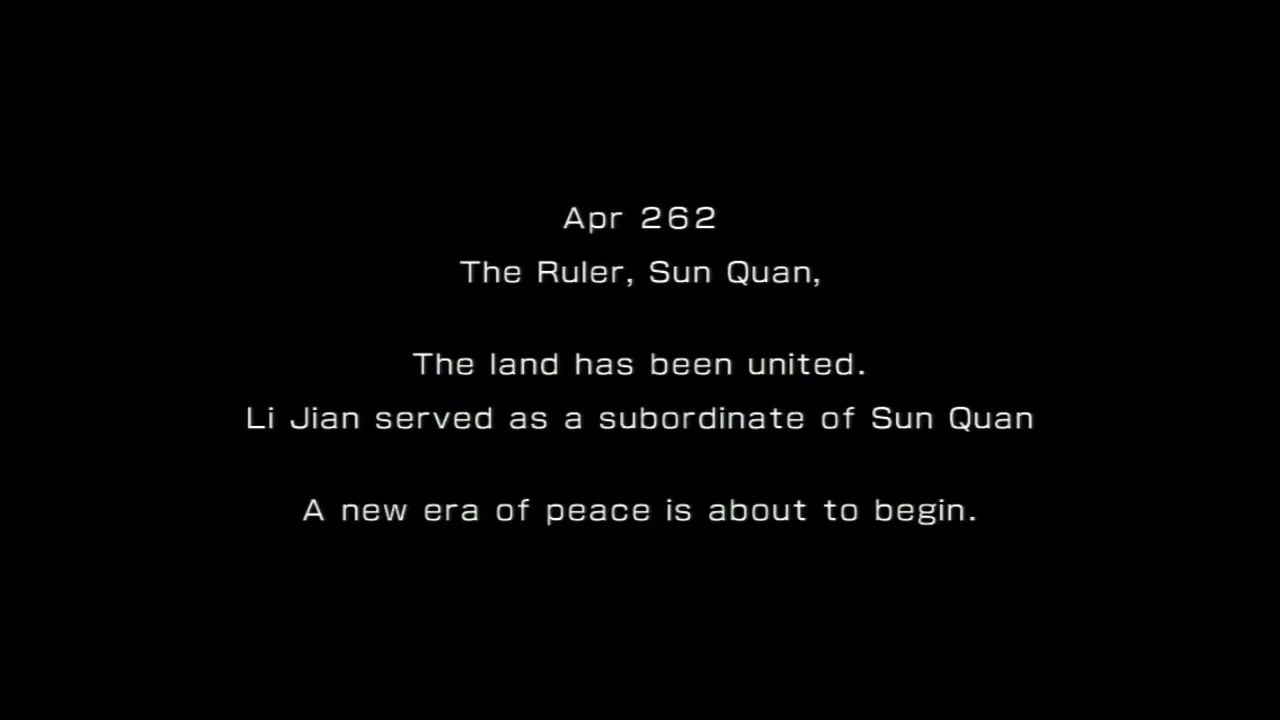 Apr 262
The Ruler, Sun Quan,
The land has been united.
Li Jian served as a subordinate of Sun Quan
A new era of peace is about to begin.